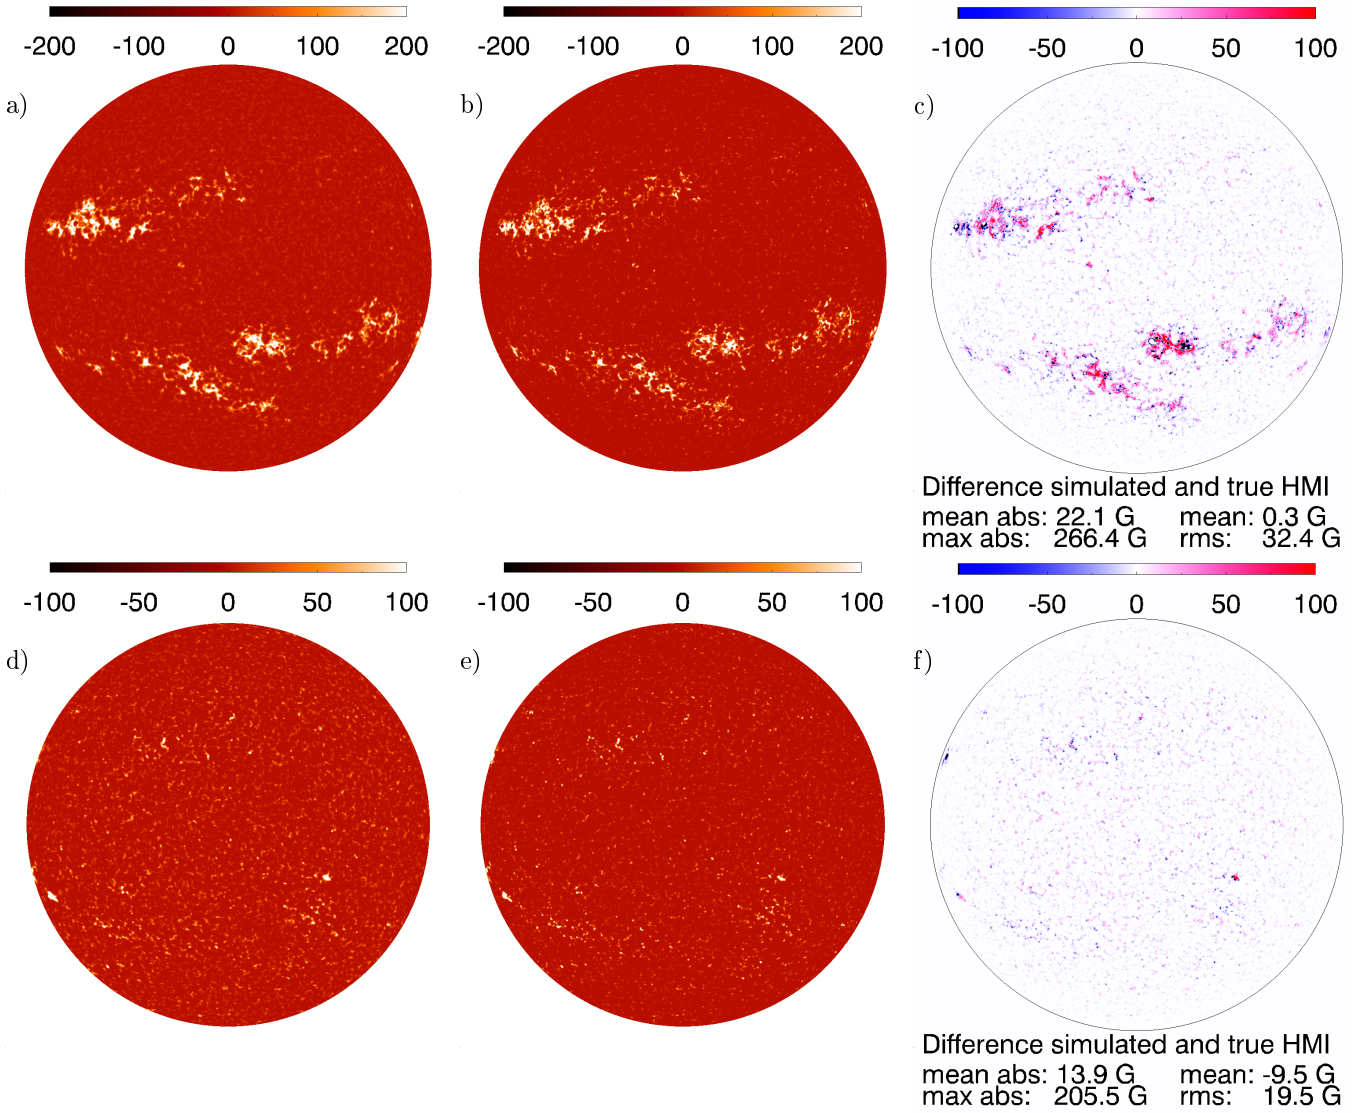 -200 -100 0 100 200
-200 -100 0 100 200
-100 -50 0 50 100
a)
b)
c)
Difference simulated and true HMI
mean abs: 22.1 G mean: 0.3 G
max abs: 266.4 G rms: 32.4 G
-100 -50 0 50 100
-100 -50 0 50 100
-100 -50 0 50 100
d)
e)
f)
Difference simulated and true HMI
mean abs: 13.9 G mean: -9.5 G
max abs: 205.5 G rms: 19.5 G